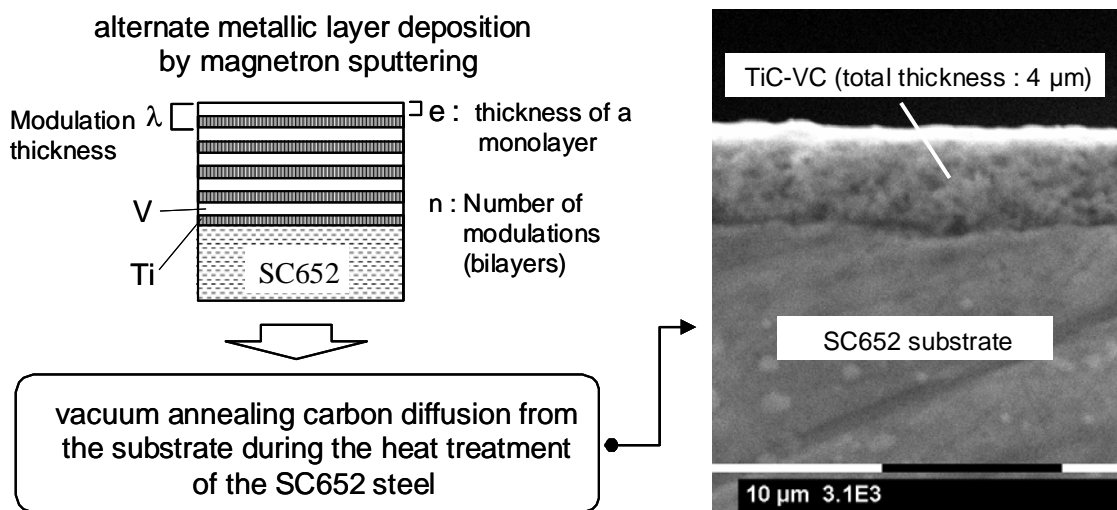 alternate metallic layer deposition
by magnetron sputtering
Modulation λ
thickness
e : thickness of a
monolayer
V
n : Number of
modulations
(bilayers)
Ti
SC652
vacuum annealing carbon diffusion from
the substrate during the heat treatment
of the SC652 steel
TiC-VC (total thickness : 4 µm)
SC652 substrate
10 µm 3.1E3